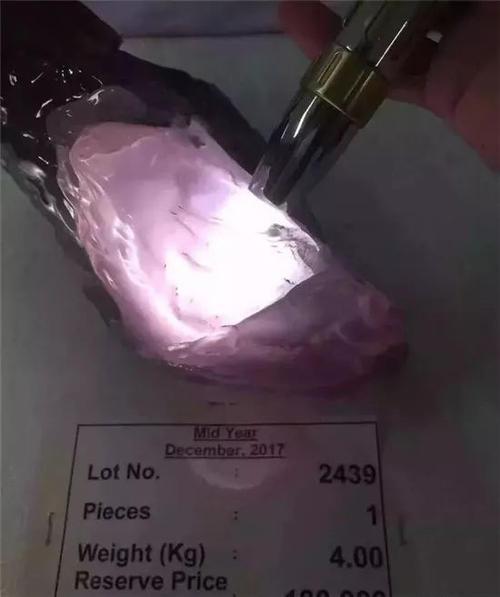 Mid Year
December, 2017
Lot No. : 2439
Pieces : 1
Weight (Kg) : 4.00
Reserve Price